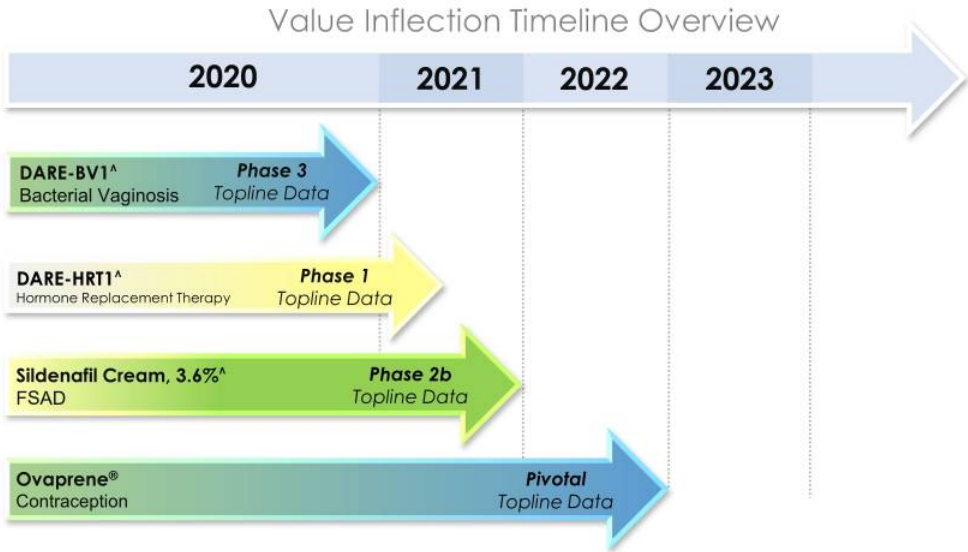 Value Inflection Timeline Overview
2020 2021 2022 2023
DARE-BV1^ Phase 3
Bacterial Vaginosis Topline Data
DARE-HRT1^ Phase 1
Hormone Replacement Therapy Topline Data
Sildenafil Cream, 3.6%^ Phase 2b
FSAD Topline Data
Ovaprene® Pivotal
Contraception Topline Data